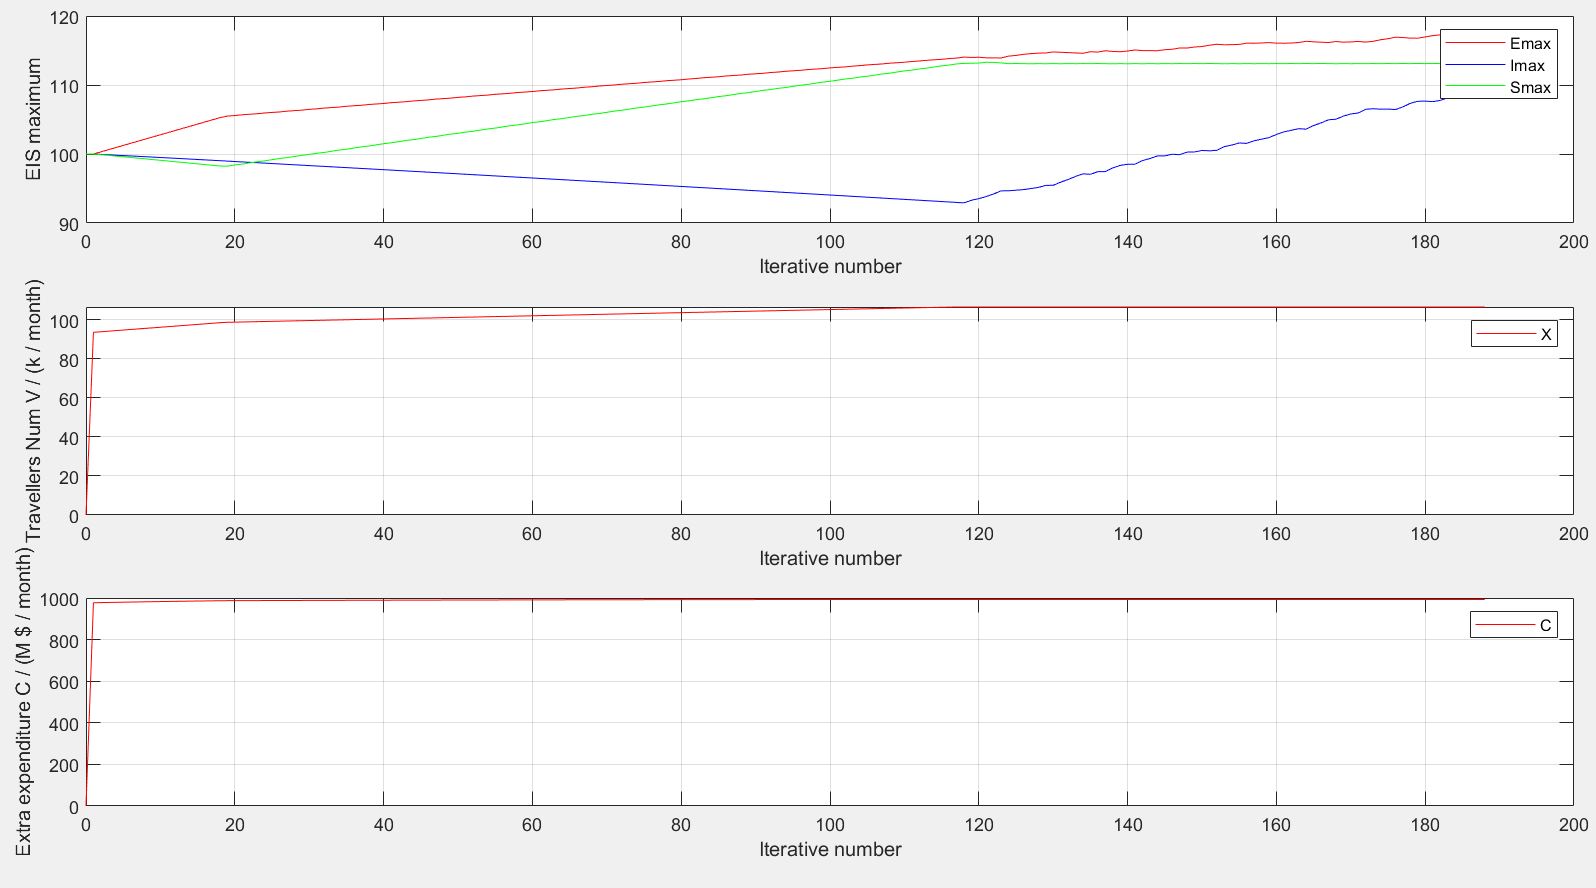 EIS maximum
120
110
100
90
0 20 40 60 80 100 120 140 160 180 200
Iterative number
Emax
Imax
Smax
Travellers Num V / (k / month)
100
80
60
40
20
0
0 20 40 60 80 100 120 140 160 180 200
Iterative number
X
Extra expenditure C / (M $ / month)
1000
800
600
400
200
0
0 20 40 60 80 100 120 140 160 180 200
Iterative number
C